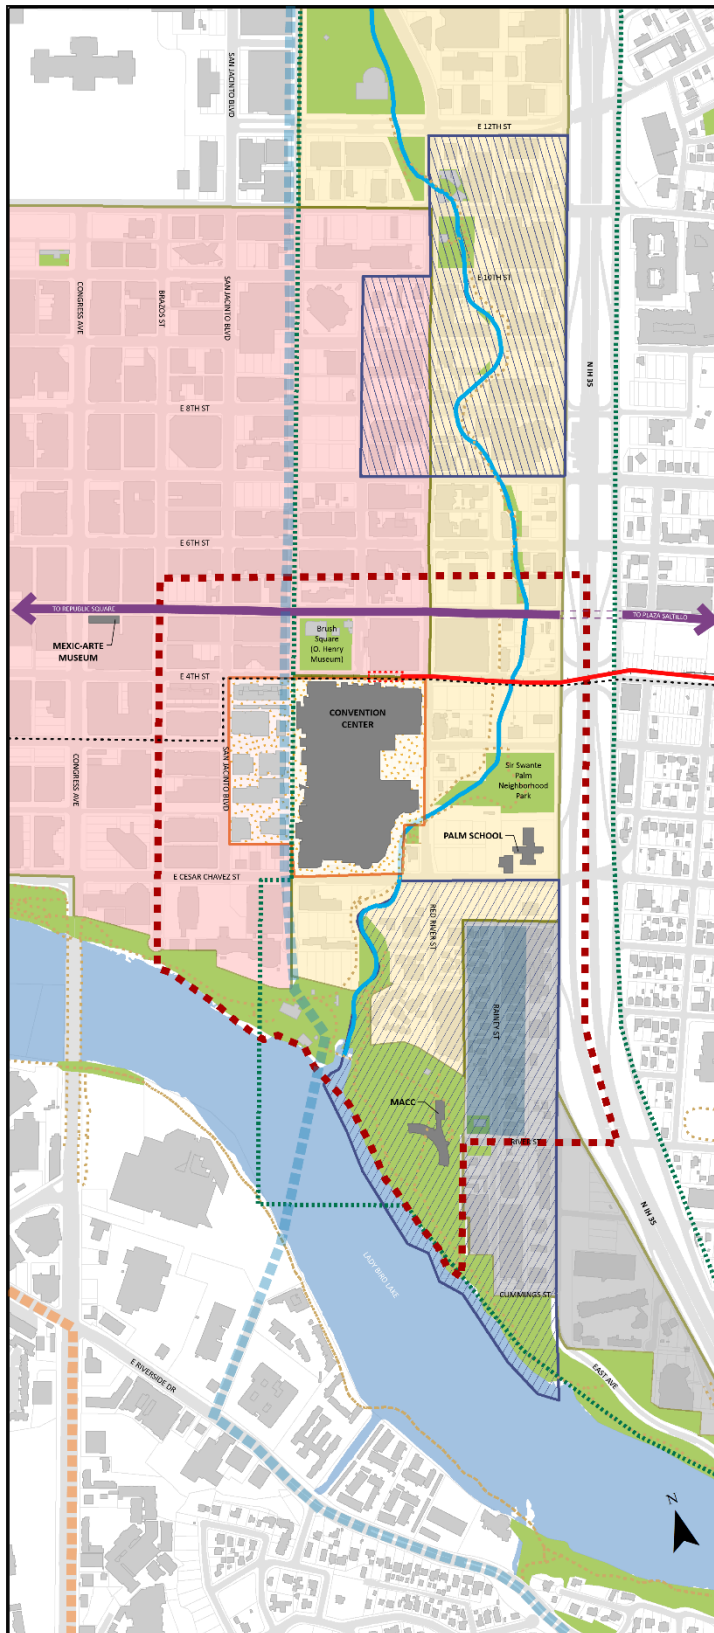 SAN JACINTO BLVD
E 12TH ST
E 10TH ST
CONGRESS AVE
BRAZOS ST
SAN JACINTO BLVD
N IH 35
E 8TH ST
E 6TH ST
TO REPUBLIC SQUARE
TO PLAZA SALTILLO
MEXIC-ARTE
MUSEUM
Brush
Square
(O. Henry
Museum)
E 4TH ST
CONVENTION
CENTER
CONGRESS AVE
SAN JACINTO BLVD
Sir Swante
Palm
Neighborhood
Park
PALM SCHOOL
E CESAR CHAVEZ ST
RED RIVER ST
RAINEY ST
MACC
RIVER ST
N IH 35
LADY BIRD LAKE
CUMMINGS ST
EAST AVE
E RIVERSIDE DR
N